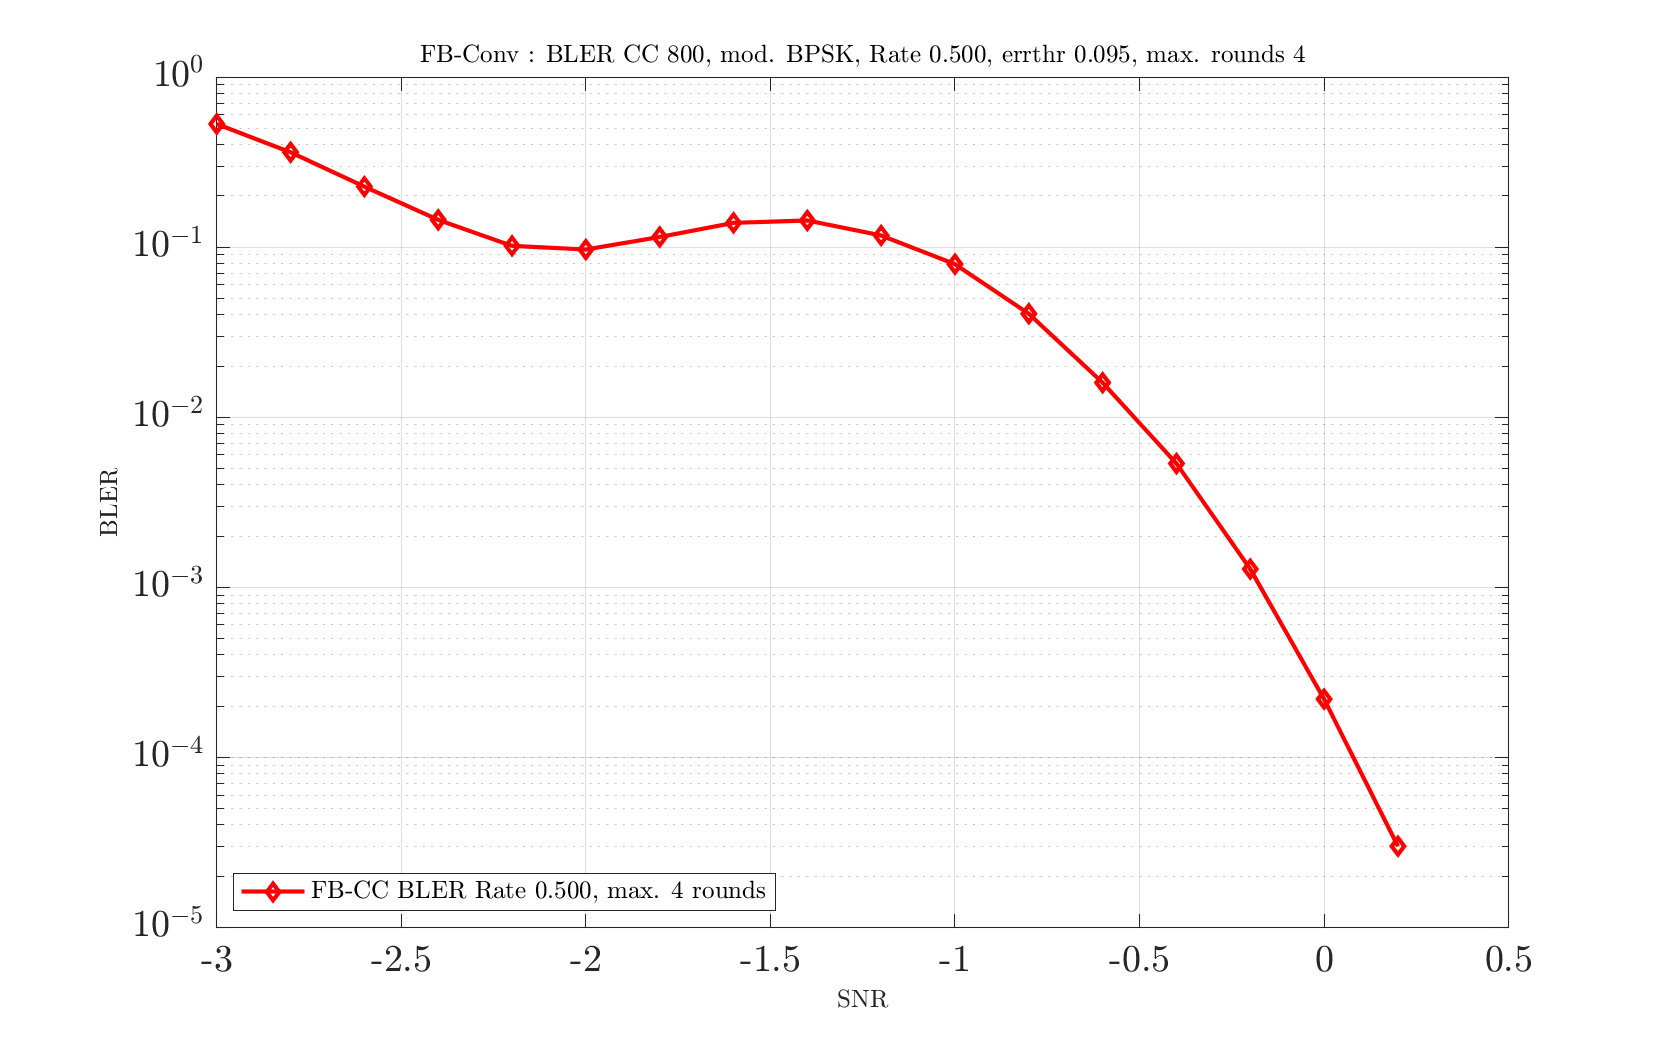 FB-Conv : BLER CC 800, mod. BPSK, Rate 0.500, errthr 0.095, max. rounds 4
10⁰
10⁻¹
10⁻²
10⁻³
10⁻⁴
10⁻⁵
BLER
FB-CC BLER Rate 0.500, max. 4 rounds
-3 -2.5 -2 -1.5 -1 -0.5 0 0.5
SNR